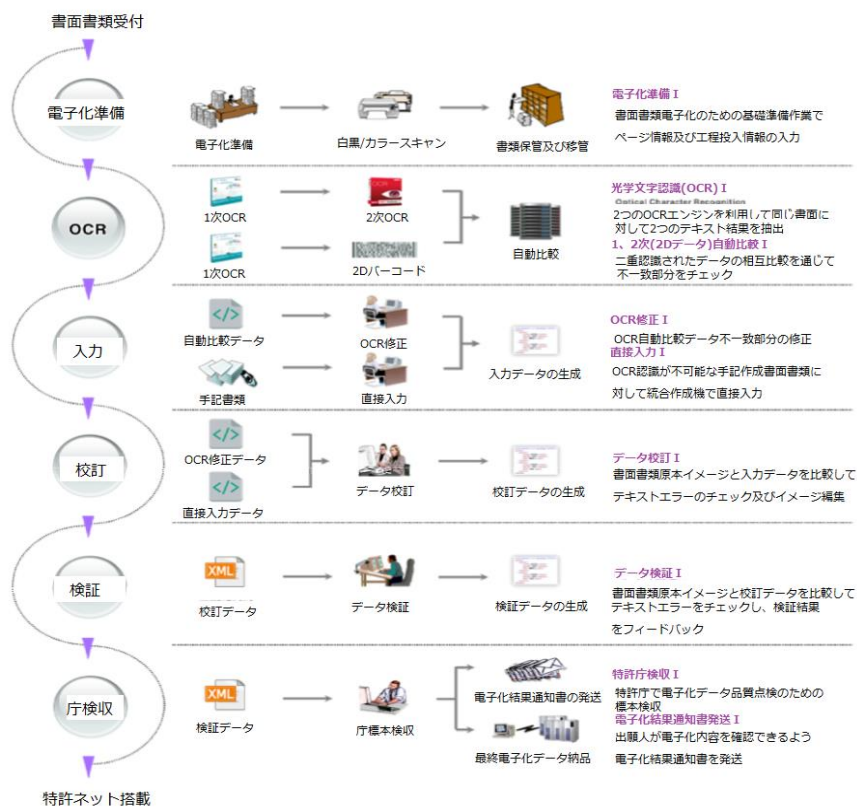 書面書類受付
電子化準備
電子化準備
白黒/カラースキャン
書類保管及び移管
電子化準備 I
書面書類電子化のための基礎準備作業で
ページ情報及び工程投入情報の入力
OCR
1次OCR
2次OCR
1次OCR
2Dバーコード
自動比較
光学文字認識(OCR) I
Optical Character Recognition
2つのOCRエンジンを利用して同じ書面に
対して2つのテキスト結果を抽出
1、2次(2Dデータ)自動比較 I
二重認識されたデータの相互比較を通じて
不一致部分をチェック
入力
</>
自動比較データ
OCR修正
手記書類
直接入力
入力データの生成
OCR修正 I
OCR自動比較データ不一致部分の修正
直接入力 I
OCR認識が不可能な手記作成書面書類に
対して統合作成機で直接入力
校訂
</>
OCR修正データ
</>
直接入力データ
データ校訂
校訂データの生成
データ校訂 I
書面書類原本イメージと入力データを比較して
テキストエラーのチェック及びイメージ編集
検証
XML
校訂データ
データ検証
検証データの生成
データ検証 I
書面書類原本イメージと校訂データを比較して
テキストエラーをチェックし、検証結果
をフィードバック
庁検収
XML
検証データ
庁標本検収
電子化結果通知書の発送
最終電子化データ納品
特許庁検収 I
特許庁で電子化データ品質点検のための
標本検収
電子化結果通知書発送 I
出願人が電子化内容を確認できるよう
電子化結果通知書を発送
特許ネット搭載